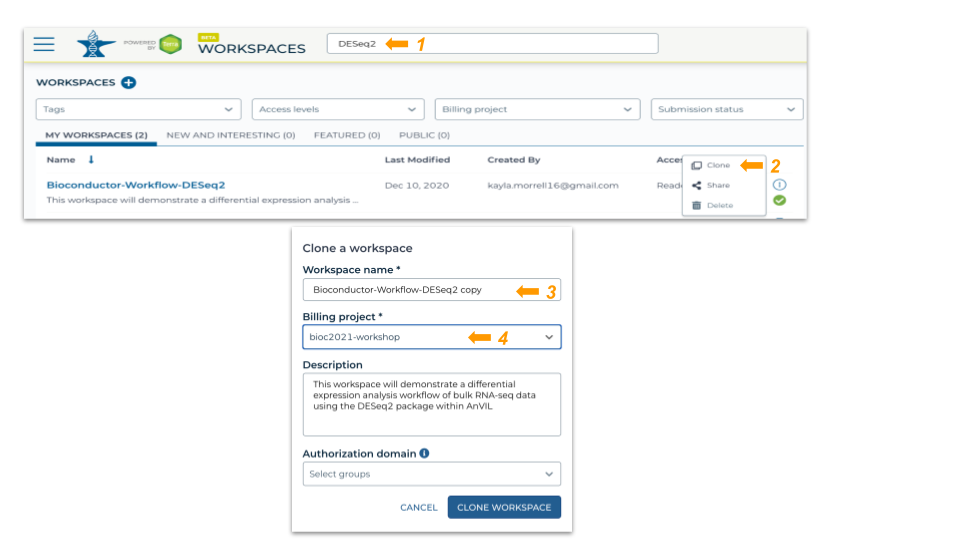 POWERED BY Terra BETA WORKSPACES DESeq2 1
WORKSPACES
Tags Access levels Billing project Submission status
MY WORKSPACES (2) NEW AND INTERESTING (0) FEATURED (0) PUBLIC (0)
Name Last Modified Created By Acces
Clone 2
Bioconductor-Workflow-DESeq2 Dec 10, 2020 kayla.morrell16@gmail.com Reade Share
This workspace will demonstrate a differential expression analysis ...
Delete
Clone a workspace
Workspace name *
Bioconductor-Workflow-DESeq2 copy 3
Billing project *
bioc2021-workshop 4
Description
This workspace will demonstrate a differential
expression analysis workflow of bulk RNA-seq data
using the DESeq2 package within AnVIL
Authorization domain
Select groups
CANCEL CLONE WORKSPACE